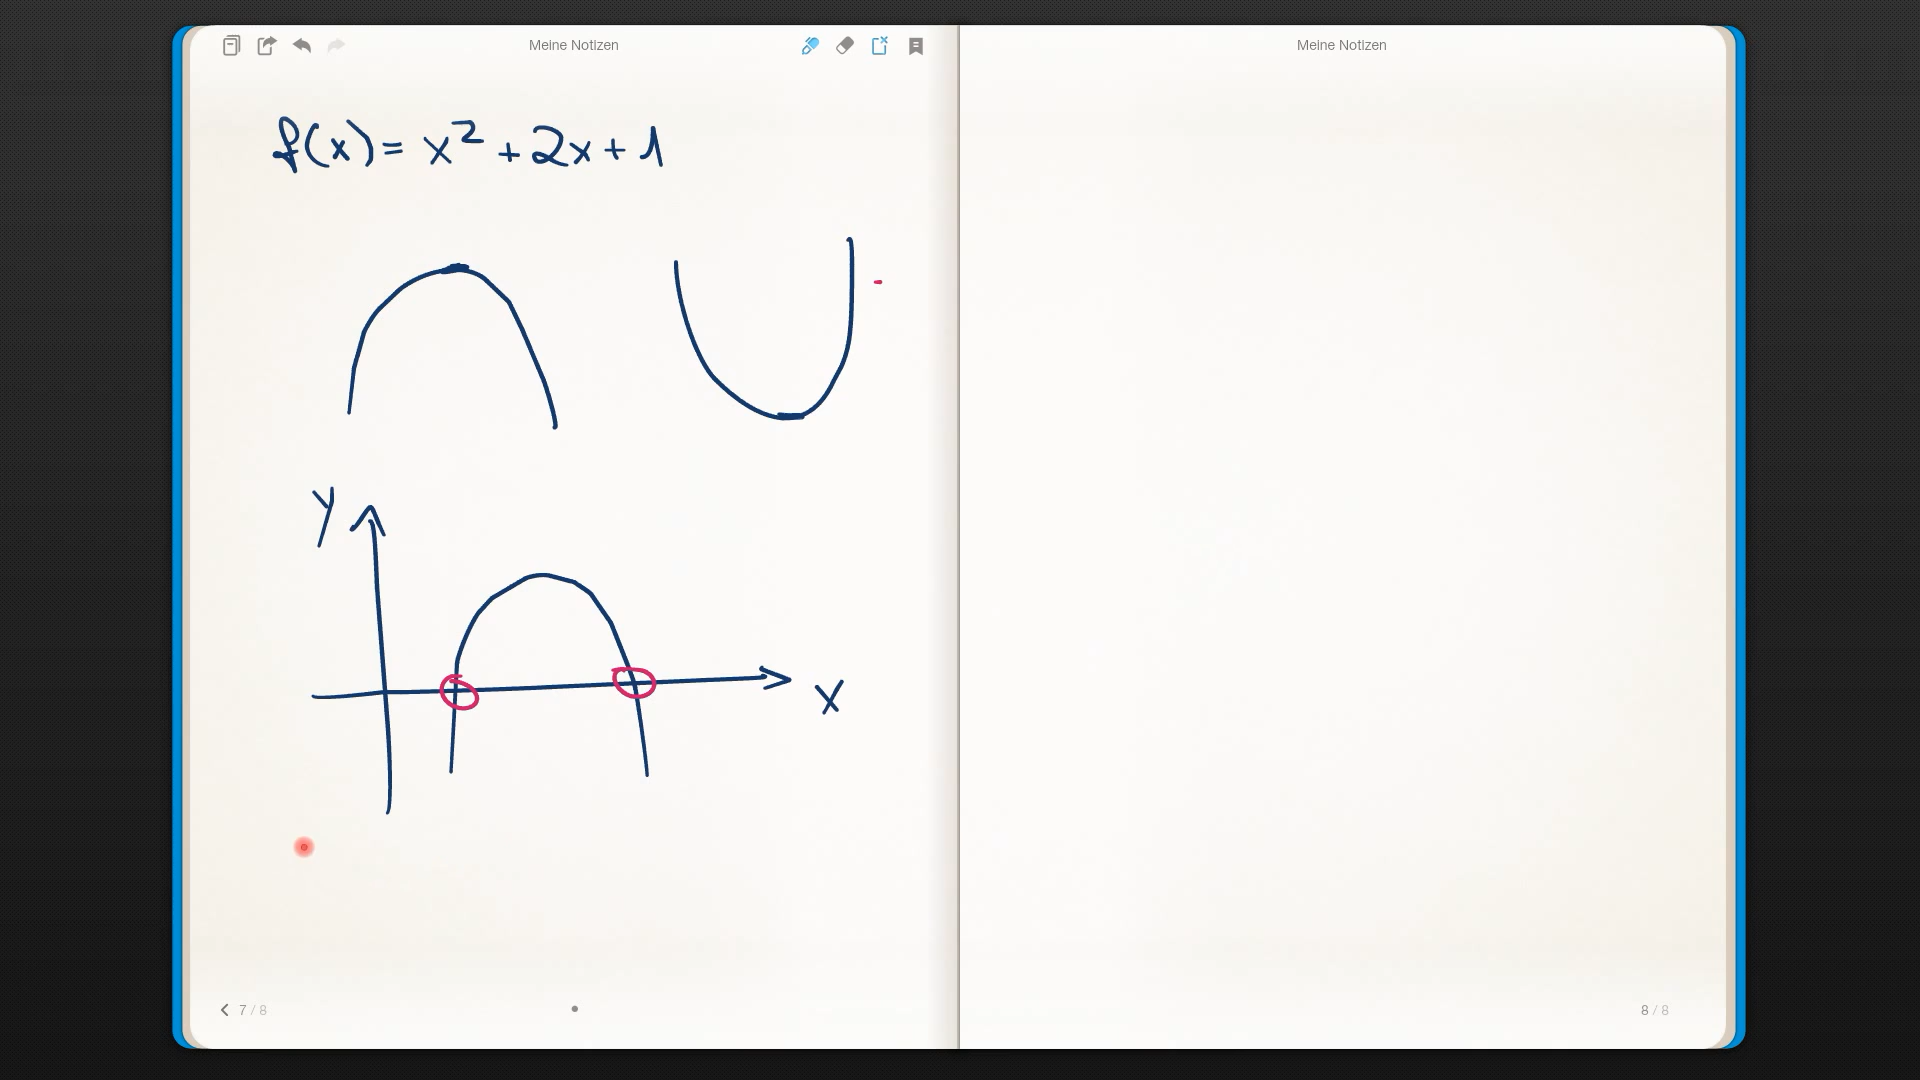 Meine Notizen
Meine Notizen
f(x) = x² + 2x + 1
y
x
7 / 8
8 / 8